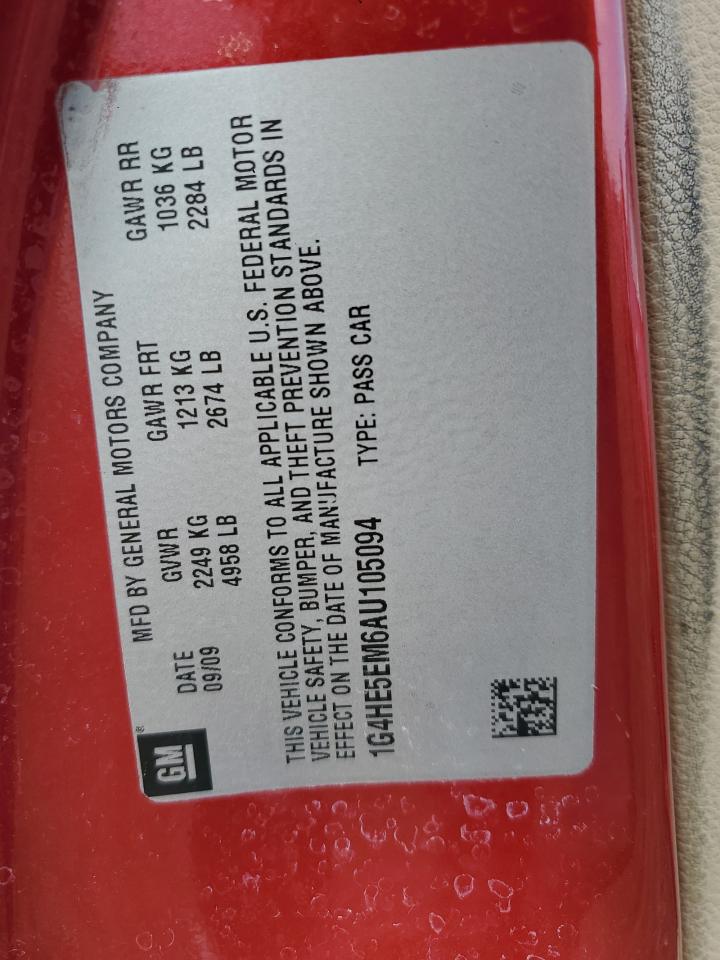 GM ®
MFD BY GENERAL MOTORS COMPANY
DATE GVWR GAWR FRT GAWR RR
09/09 2249 KG 1213 KG 1036 KG
4958 LB 2674 LB 2284 LB
THIS VEHICLE CONFORMS TO ALL APPLICABLE U.S. FEDERAL MOTOR
VEHICLE SAFETY, BUMPER, AND THEFT PREVENTION STANDARDS IN
EFFECT ON THE DATE OF MANUFACTURE SHOWN ABOVE.
1G4HE5EM6AU105094 TYPE: PASS CAR